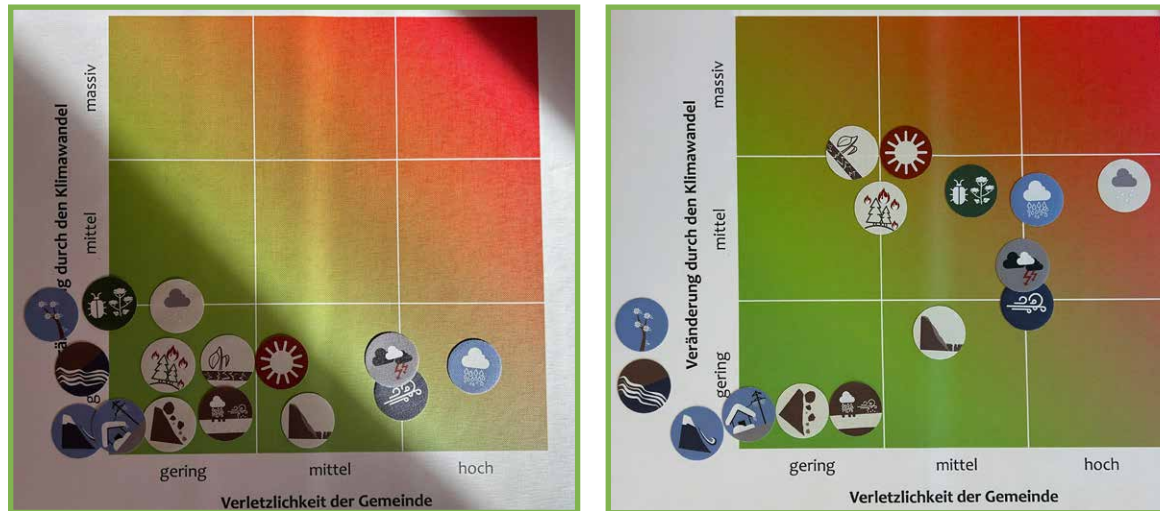 massiv
mittel
durch den Klimawandel
gering
mittel
hoch
Verletzlichkeit der Gemeinde
massiv
mittel
gering
Veränderung durch den Klimawandel
gering
mittel
hoch
Verletzlichkeit der Gemeinde